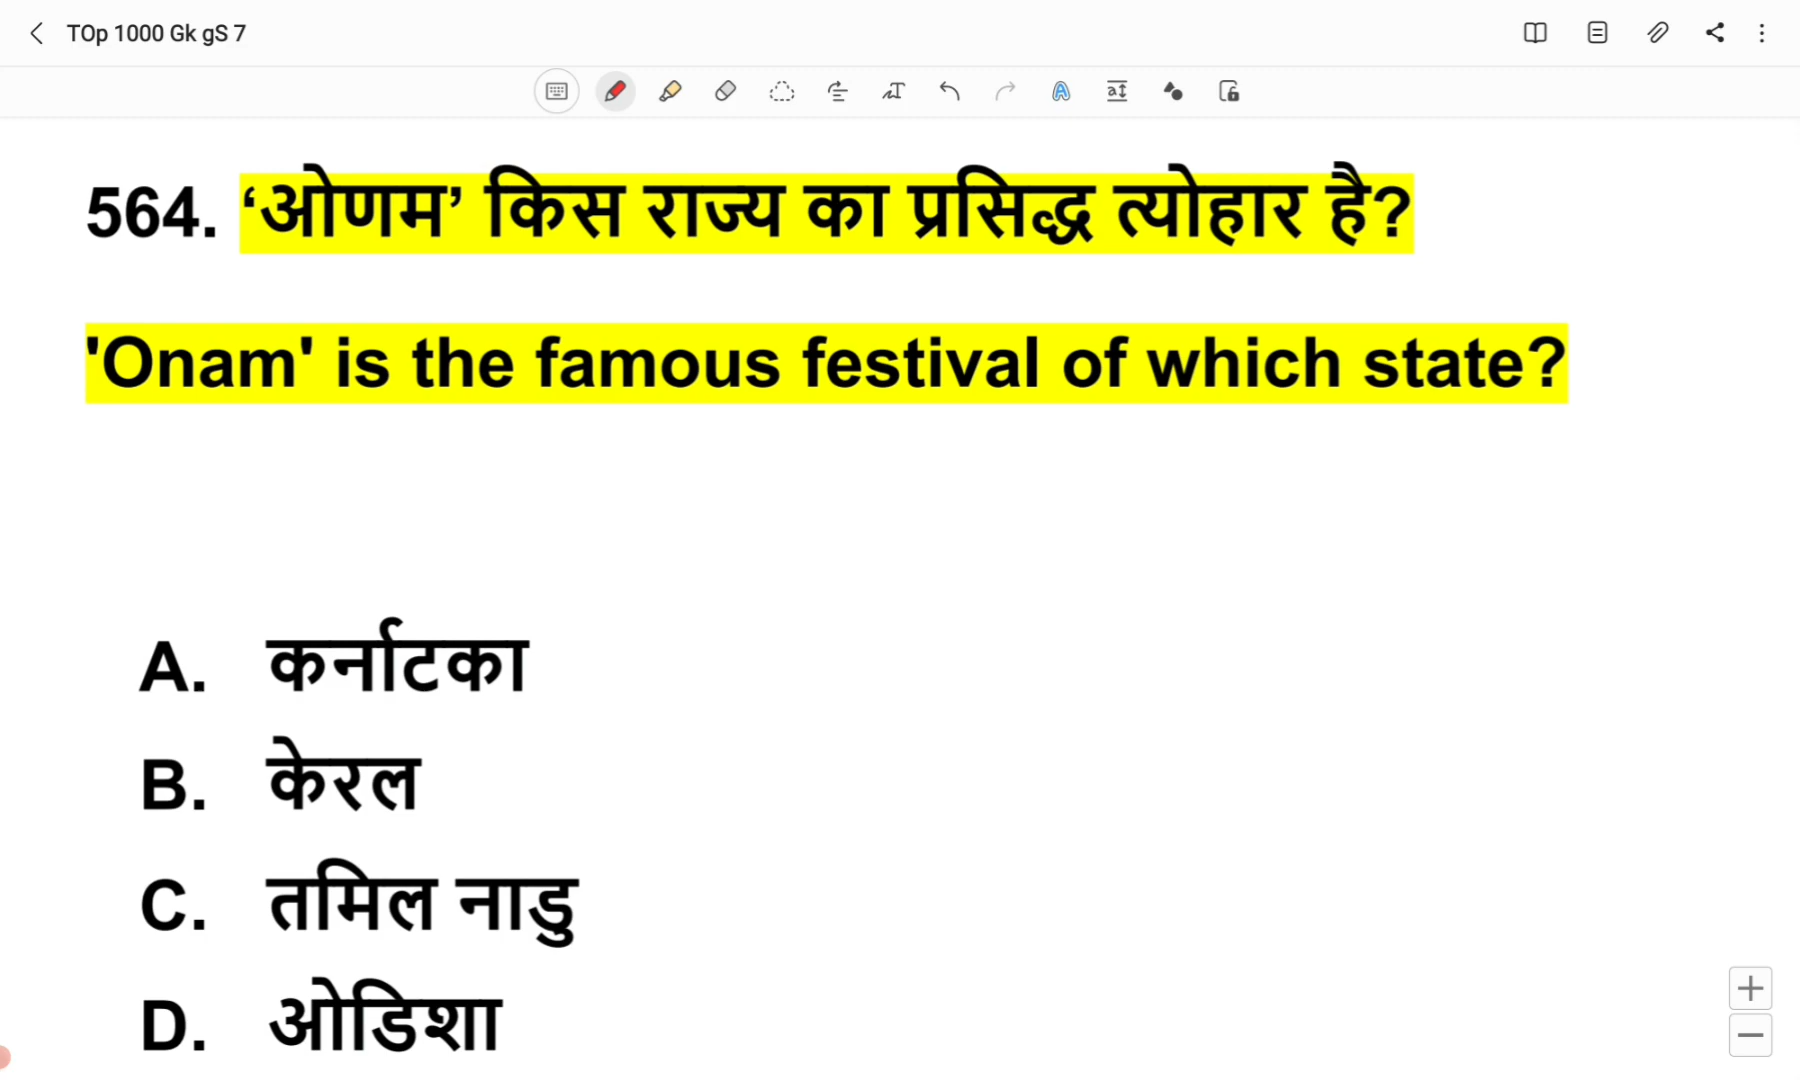 TOp 1000 Gk gS 7
564. ‘ओणम’ किस राज्य का प्रसिद्ध त्योहार है?
'Onam' is the famous festival of which state?
A. कर्नाटका
B. केरल
C. तमिल नाडु
D. ओडिशा